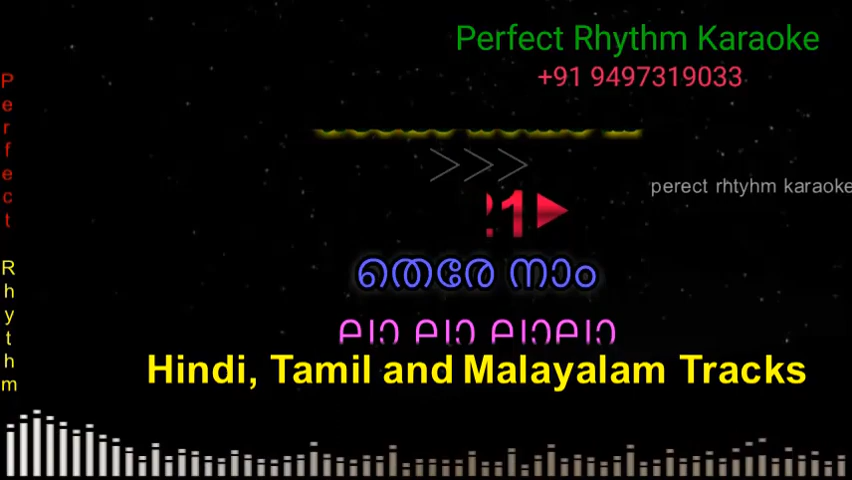 Perfect Rhythm Karaoke
+91 9497319033
>>>
perect rhtyhm karaoke
തെരേ നാം
ലാ ലാ ലാലാ
Hindi, Tamil and Malayalam Tracks
Perfect Rhythm